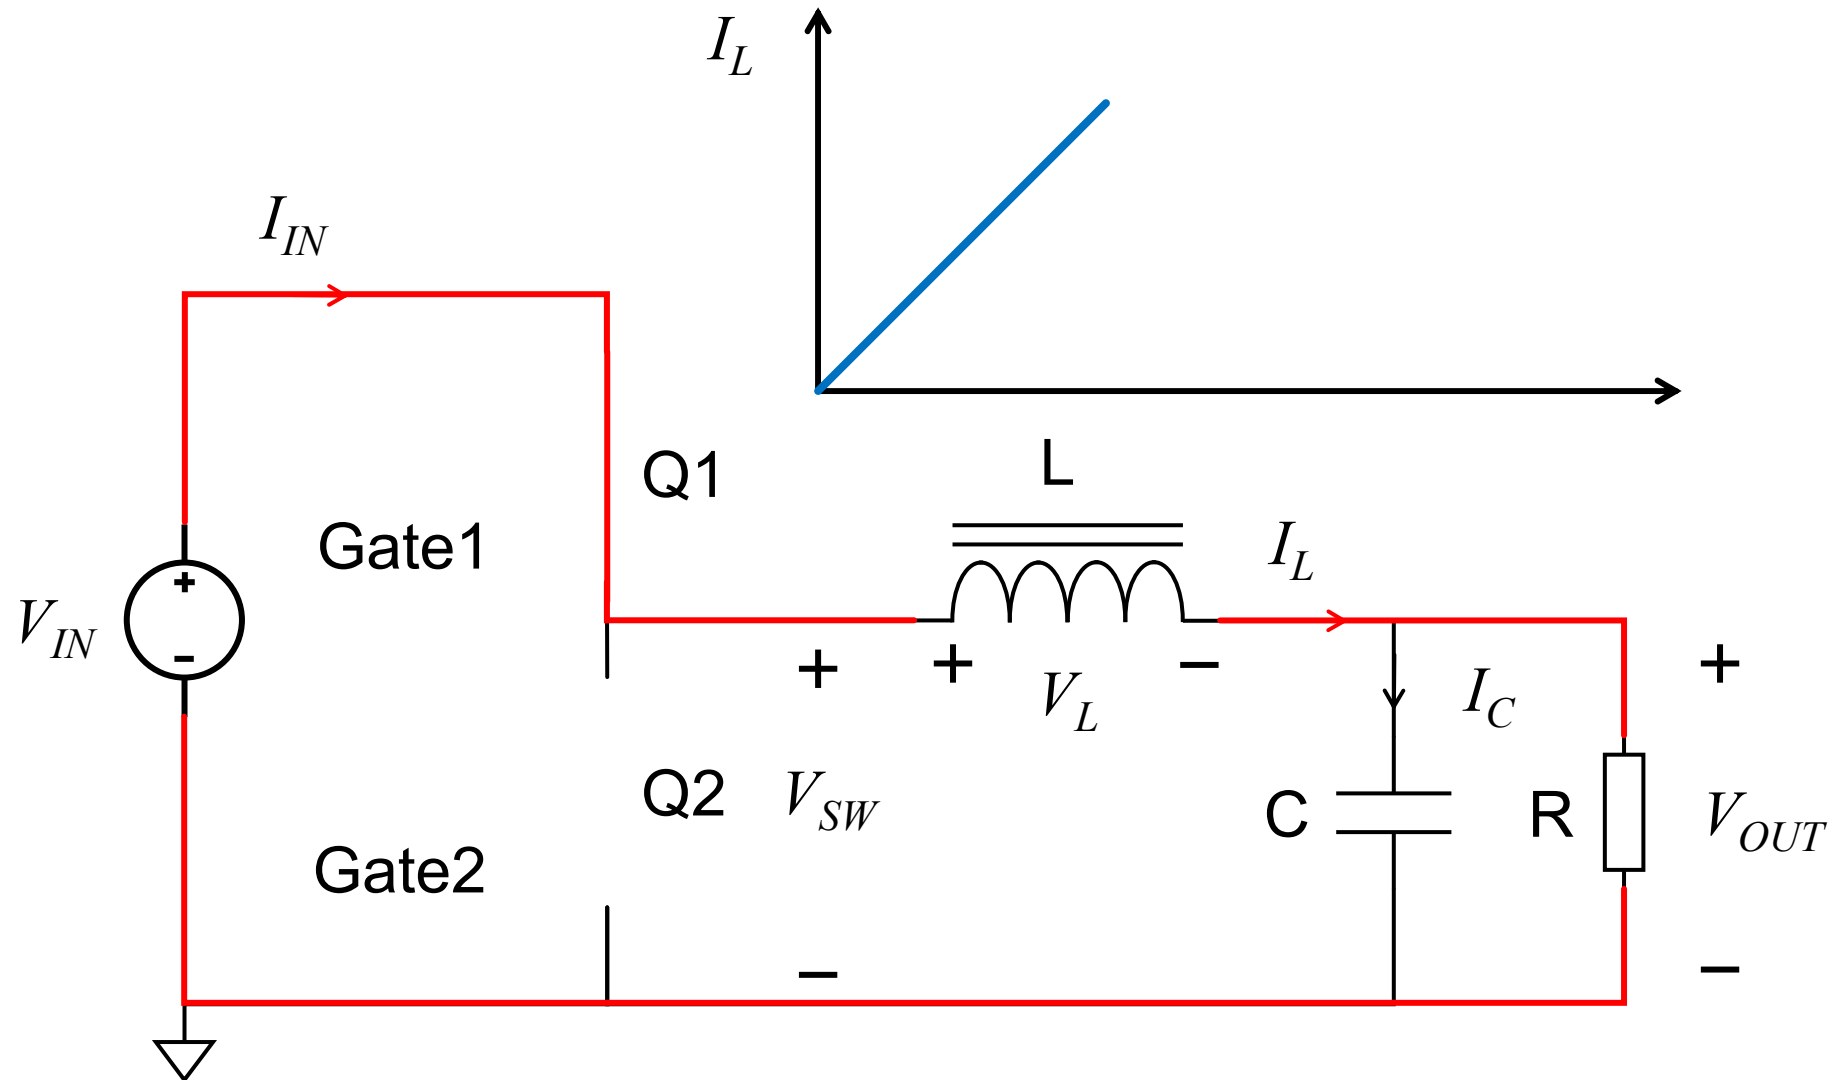 I_L
I_IN
Q1
L
Gate1
I_L
+
V_IN
−
+
+
−
+
V_L
I_C
Q2
V_SW
C
R
V_OUT
Gate2
−
−